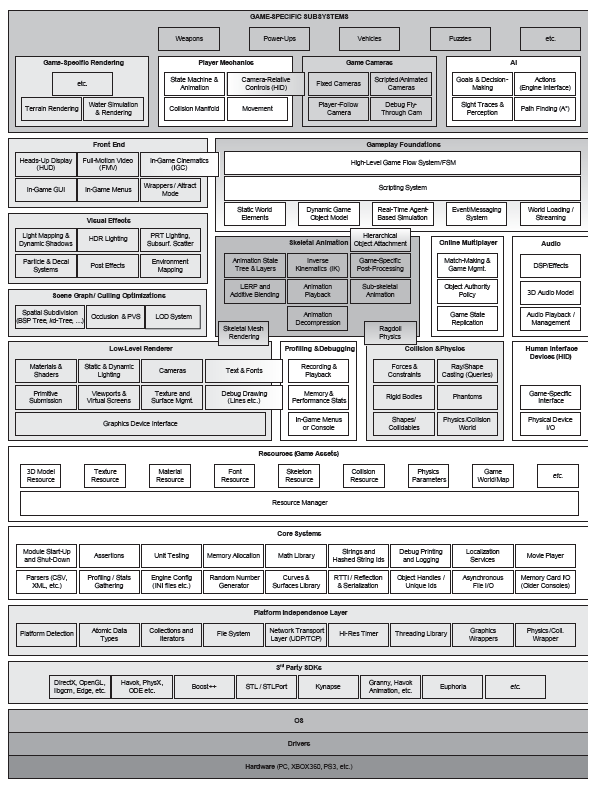 GAME-SPECIFIC SUBSYSTEMS
Weapons
Power-Ups
Vehicles
Puzzles
etc.
Game-Specific Rendering
etc.
Terrain Rendering
Water Simulation
& Rendering
Player Mechanics
State Machine &
Animation
Camera-Relative
Controls (HID)
Collision Manifold
Movement
Game Cameras
Fixed Cameras
Scripted/Animated
Cameras
Player-Follow
Camera
Debug Fly-
Through Cam
AI
Goals & Decision-
Making
Actions
(Engine Interface)
Sight Traces &
Perception
Path Finding (A*)
Front End
Heads-Up Display
(HUD)
Full-Motion Video
(FMV)
In-Game Cinematics
(IGC)
In-Game GUI
In-Game Menus
Wrappers / Attract
Mode
Gameplay Foundations
High-Level Game Flow System/FSM
Scripting System
Static World
Elements
Dynamic Game
Object Model
Real-Time Agent-
Based Simulation
Event/Messaging
System
World Loading /
Streaming
Visual Effects
Light Mapping &
Dynamic Shadows
HDR Lighting
PRT Lighting,
Subsurf. Scatter
Particle & Decal
Systems
Post Effects
Environment
Mapping
Skeletal Animation
Hierarchical
Object Attachment
Animation State
Tree & Layers
Inverse
Kinematics (IK)
Game-Specific
Post-Processing
LERP and
Additive Blending
Animation
Playback
Sub-skeletal
Animation
Animation
Decompression
Skeletal Mesh
Rendering
Ragdoll
Physics
Online Multiplayer
Match-Making &
Game Mgmt.
Object Authority
Policy
Game State
Replication
Audio
DSP/Effects
3D Audio Model
Audio Playback /
Management
Scene Graph / Culling Optimizations
Spatial Subdivision
(BSP Tree, kd-Tree, …)
Occlusion & PVS
LOD System
Low-Level Renderer
Materials &
Shaders
Static & Dynamic
Lighting
Cameras
Text & Fonts
Primitive
Submission
Viewports &
Virtual Screens
Texture and
Surface Mgmt.
Debug Drawing
(Lines etc.)
Graphics Device Interface
Profiling & Debugging
Recording &
Playback
Memory &
Performance Stats
In-Game Menus
or Console
Collision & Physics
Forces &
Constraints
Ray/Shape
Casting (Queries)
Rigid Bodies
Phantoms
Shapes/
Collidables
Physics/Collision
World
Human Interface
Devices (HID)
Game-Specific
Interface
Physical Device
I/O
Resources (Game Assets)
3D Model
Resource
Texture
Resource
Material
Resource
Font
Resource
Skeleton
Resource
Collision
Resource
Physics
Parameters
Game
World/Map
etc.
Resource Manager
Core Systems
Module Start-Up
and Shut-Down
Assertions
Unit Testing
Memory Allocation
Math Library
Strings and
Hashed String Ids
Debug Printing
and Logging
Localization
Services
Movie Player
Parsers (CSV,
XML, etc.)
Profiling / Stats
Gathering
Engine Config
(INI files etc.)
Random Number
Generator
Curves &
Surfaces Library
RTTI / Reflection
& Serialization
Object Handles /
Unique Ids
Asynchronous
File I/O
Memory Card I/O
(Older Consoles)
Platform Independence Layer
Platform Detection
Atomic Data
Types
Collections and
Iterators
File System
Network Transport
Layer (UDP/TCP)
Hi-Res Timer
Threading Library
Graphics
Wrappers
Physics/Coll.
Wrapper
3rd Party SDKs
DirectX, OpenGL,
libgcm, Edge, etc.
Havok, PhysX,
ODE etc.
Boost++
STL / STLPort
Kynapse
Granny, Havok
Animation, etc.
Euphoria
etc.
OS
Drivers
Hardware (PC, XBOX360, PS3, etc.)